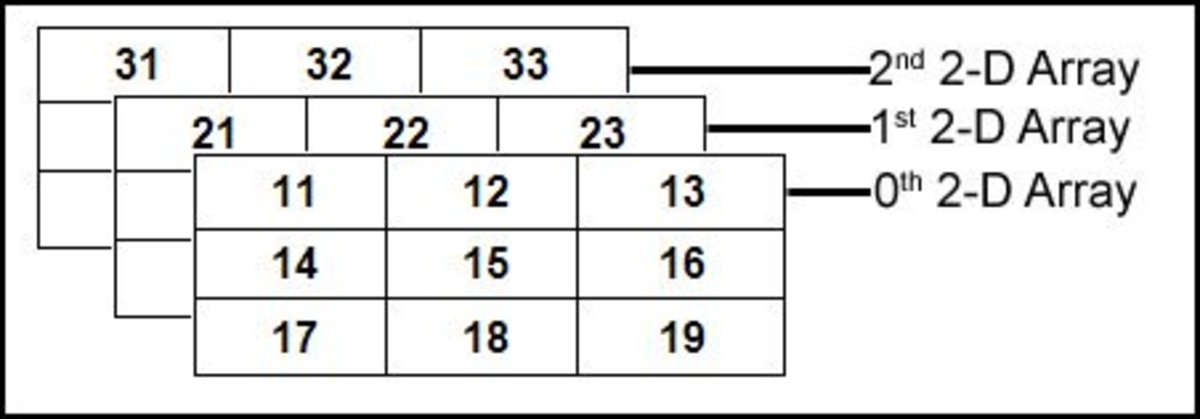 31 32 33 2nd 2-D Array
21 22 23 1st 2-D Array
11 12 13 0th 2-D Array
14 15 16
17 18 19